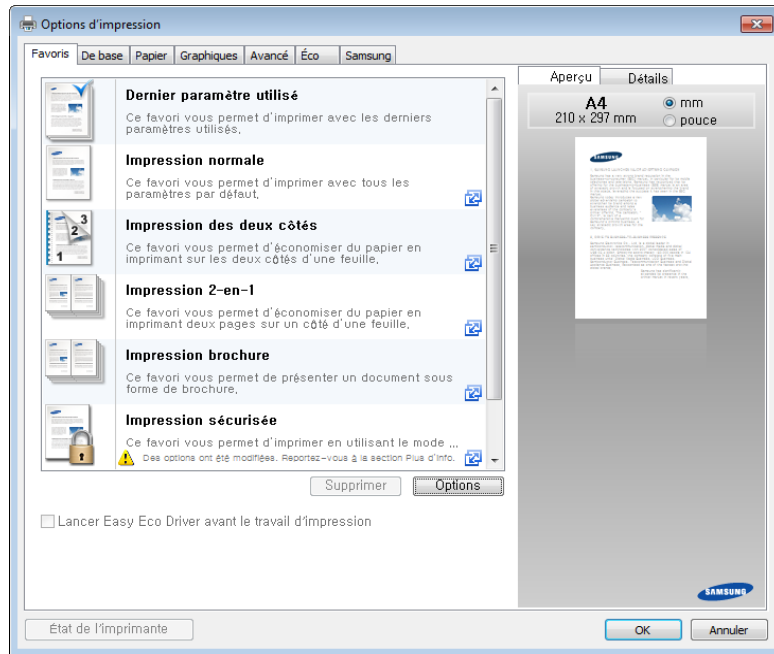 Options d'impression
Favoris De base Papier Graphiques Avancé Éco Samsung
Dernier paramètre utilisé
Ce favori vous permet d'imprimer avec les derniers
paramètres utilisés.
Impression normale
Ce favori vous permet d'imprimer avec tous les
paramètres par défaut.
3
2
1
Impression des deux côtés
Ce favori vous permet d'économiser du papier en
imprimant sur les deux côtés d'une feuille.
Impression 2-en-1
Ce favori vous permet d'économiser du papier en
imprimant deux pages sur un côté d'une feuille.
Impression brochure
Ce favori vous permet de présenter un document sous
forme de brochure.
Impression sécurisée
Ce favori vous permet d'imprimer en utilisant le mode ...
Des options ont été modifiées. Reportez-vous à la section Plus d'Info.
Supprimer Options
Lancer Easy Eco Driver avant le travail d'impression
État de l'imprimante
Aperçu Détails
A4
210 x 297 mm
mm
pouce
SAMSUNG
SAMSUNG
OK Annuler